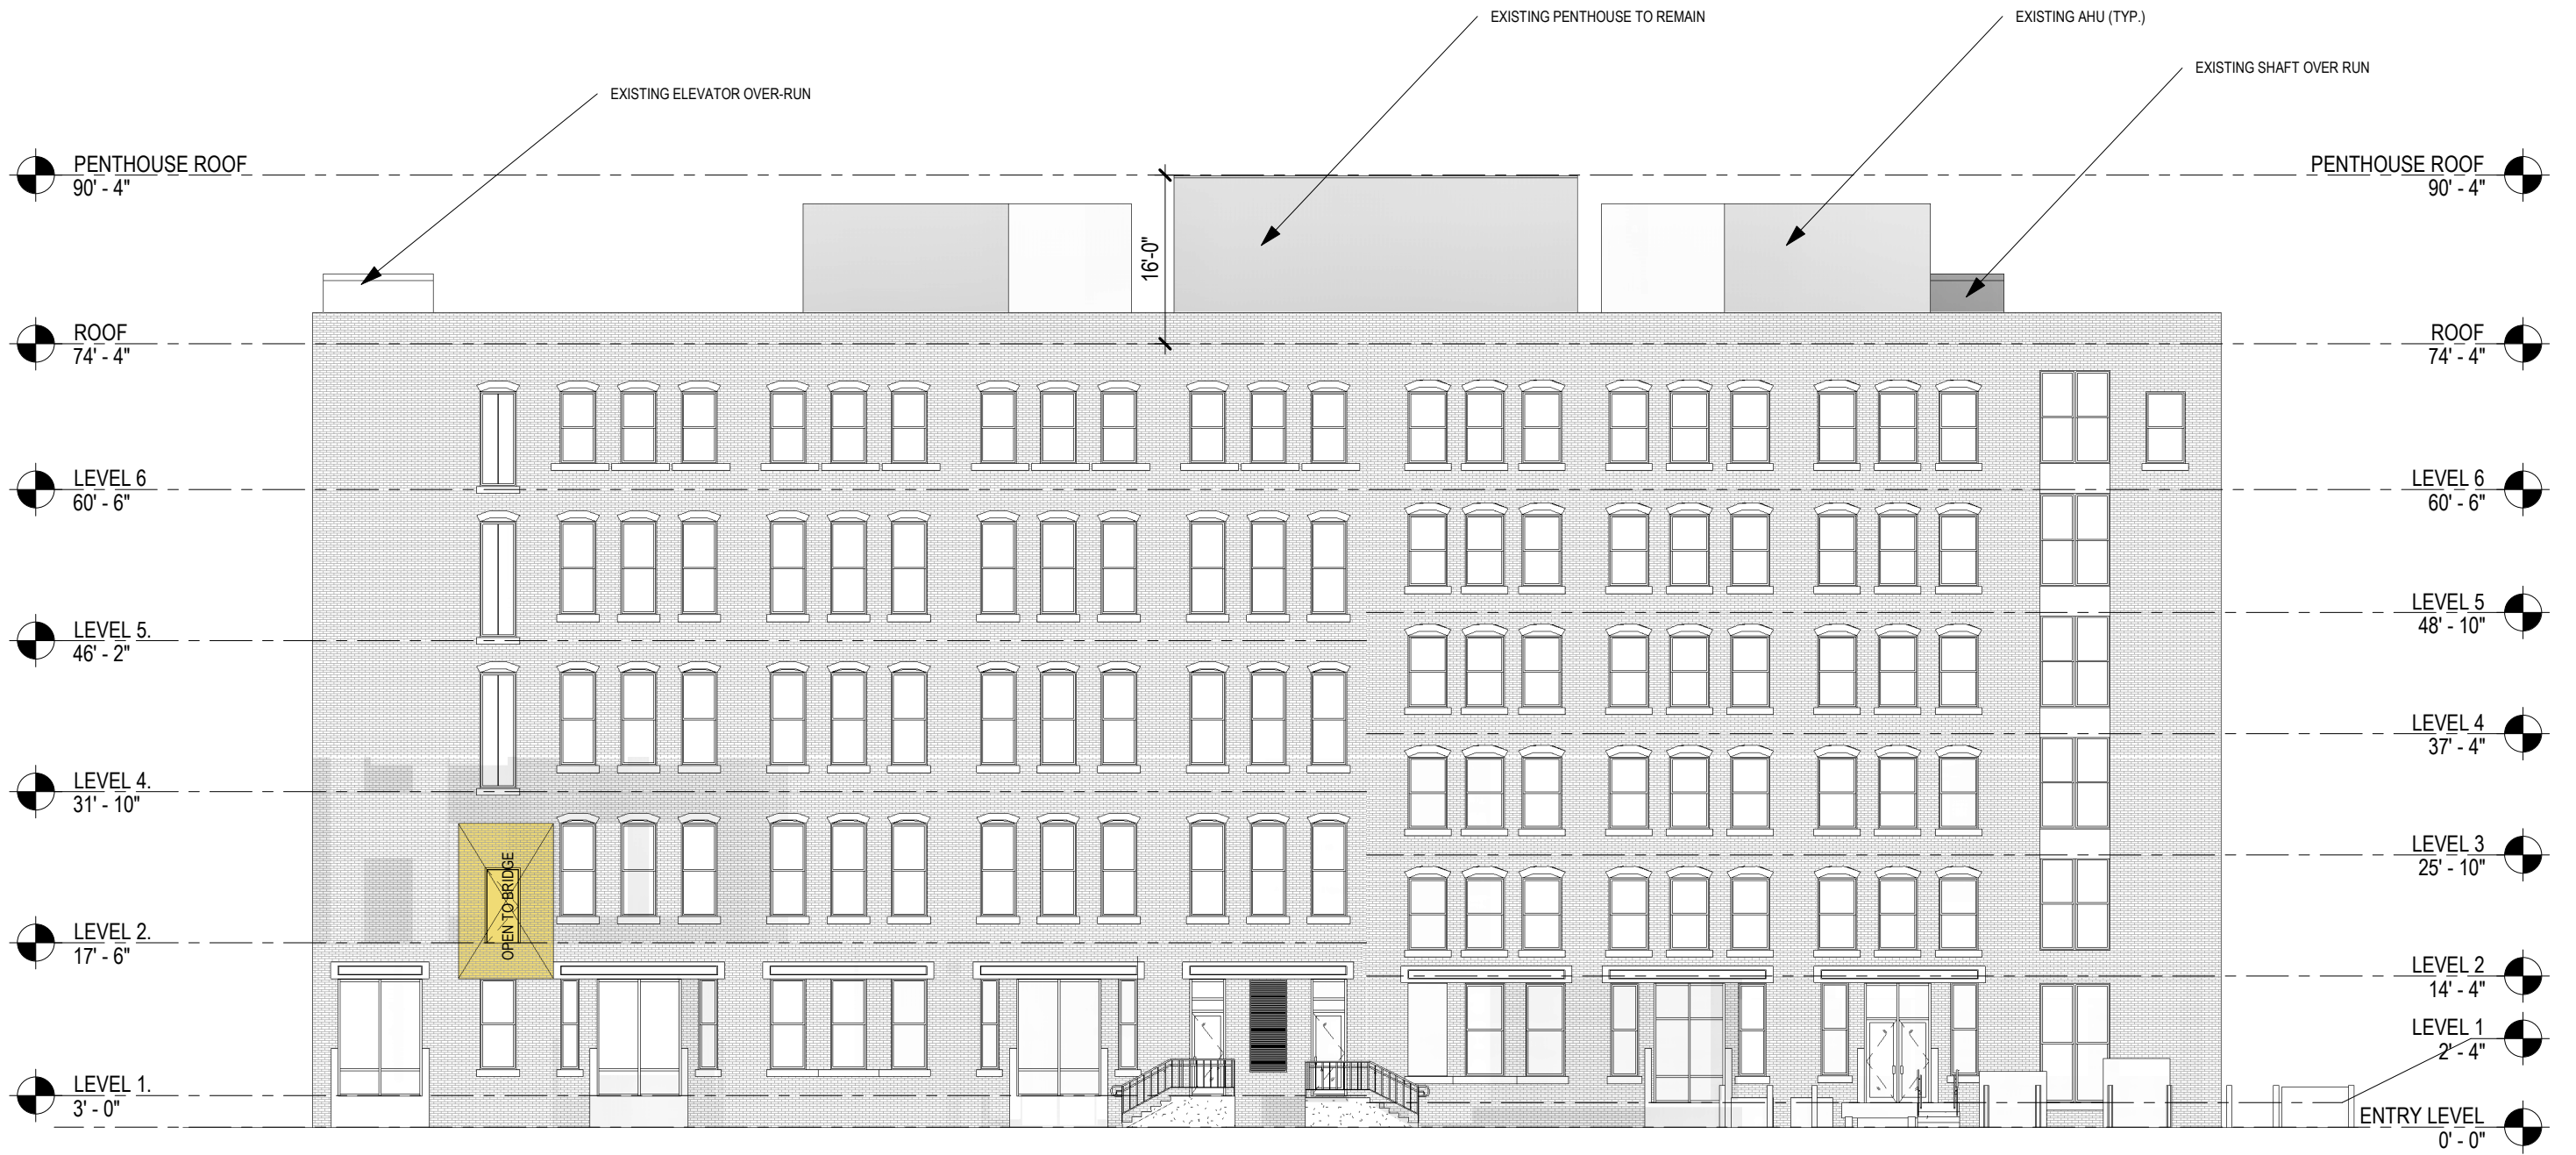 EXISTING PENTHOUSE TO REMAIN
EXISTING AHU (TYP.)
EXISTING SHAFT OVER RUN
EXISTING ELEVATOR OVER-RUN
PENTHOUSE ROOF
90' - 4"
PENTHOUSE ROOF
90' - 4"
16'-0"
ROOF
74' - 4"
ROOF
74' - 4"
LEVEL 6
60' - 6"
LEVEL 6
60' - 6"
LEVEL 5.
46' - 2"
LEVEL 5
48' - 10"
LEVEL 4
37' - 4"
LEVEL 4.
31' - 10"
LEVEL 3
25' - 10"
OPEN TO BRIDGE
LEVEL 2.
17' - 6"
LEVEL 2
14' - 4"
LEVEL 1
2' - 4"
LEVEL 1.
3' - 0"
ENTRY LEVEL
0' - 0"